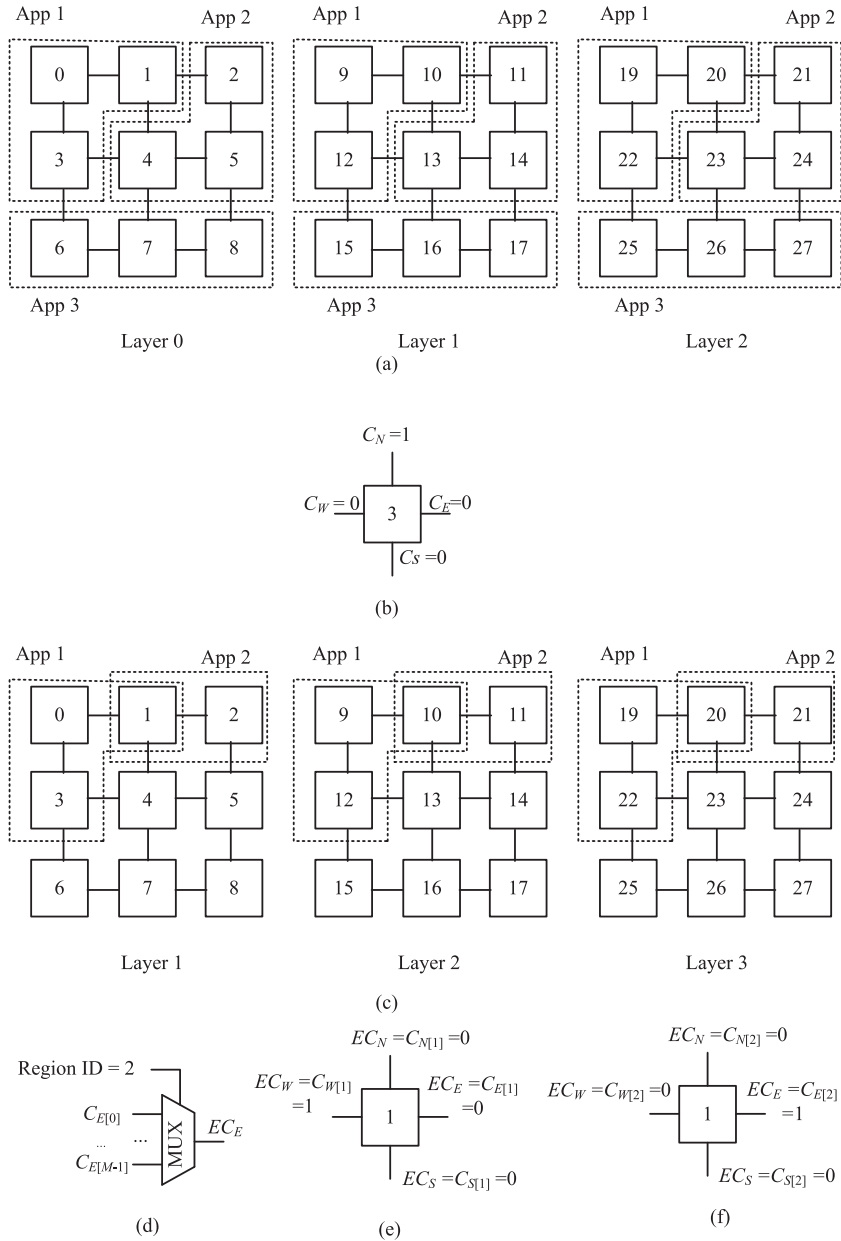 App 1 App 2 App 1 App 2 App 1 App 2
0 1 2 9 10 11 19 20 21
3 4 5 12 13 14 22 23 24
6 7 8 15 16 17 25 26 27
App 3 App 3 App 3
Layer 0 Layer 1 Layer 2
(a)
C_N =1
C_W = 0 3 C_E=0
Cs =0
(b)
App 1 App 2 App 1 App 2 App 1 App 2
0 1 2 9 10 11 19 20 21
3 4 5 12 13 14 22 23 24
6 7 8 15 16 17 25 26 27
Layer 1 Layer 2 Layer 3
(c)
Region ID = 2
C_E[0]
... ...
C_E[M-1]
MUX
EC_E
(d)
EC_N =C_N[1]=0
EC_W =C_W[1]
=1
1
EC_E =C_E[1]
=0
EC_S =C_S[1]=0
(e)
EC_N =C_N[2]=0
EC_W =C_W[2]=0
1
EC_E =C_E[2]
=1
EC_S =C_S[2]=0
(f)